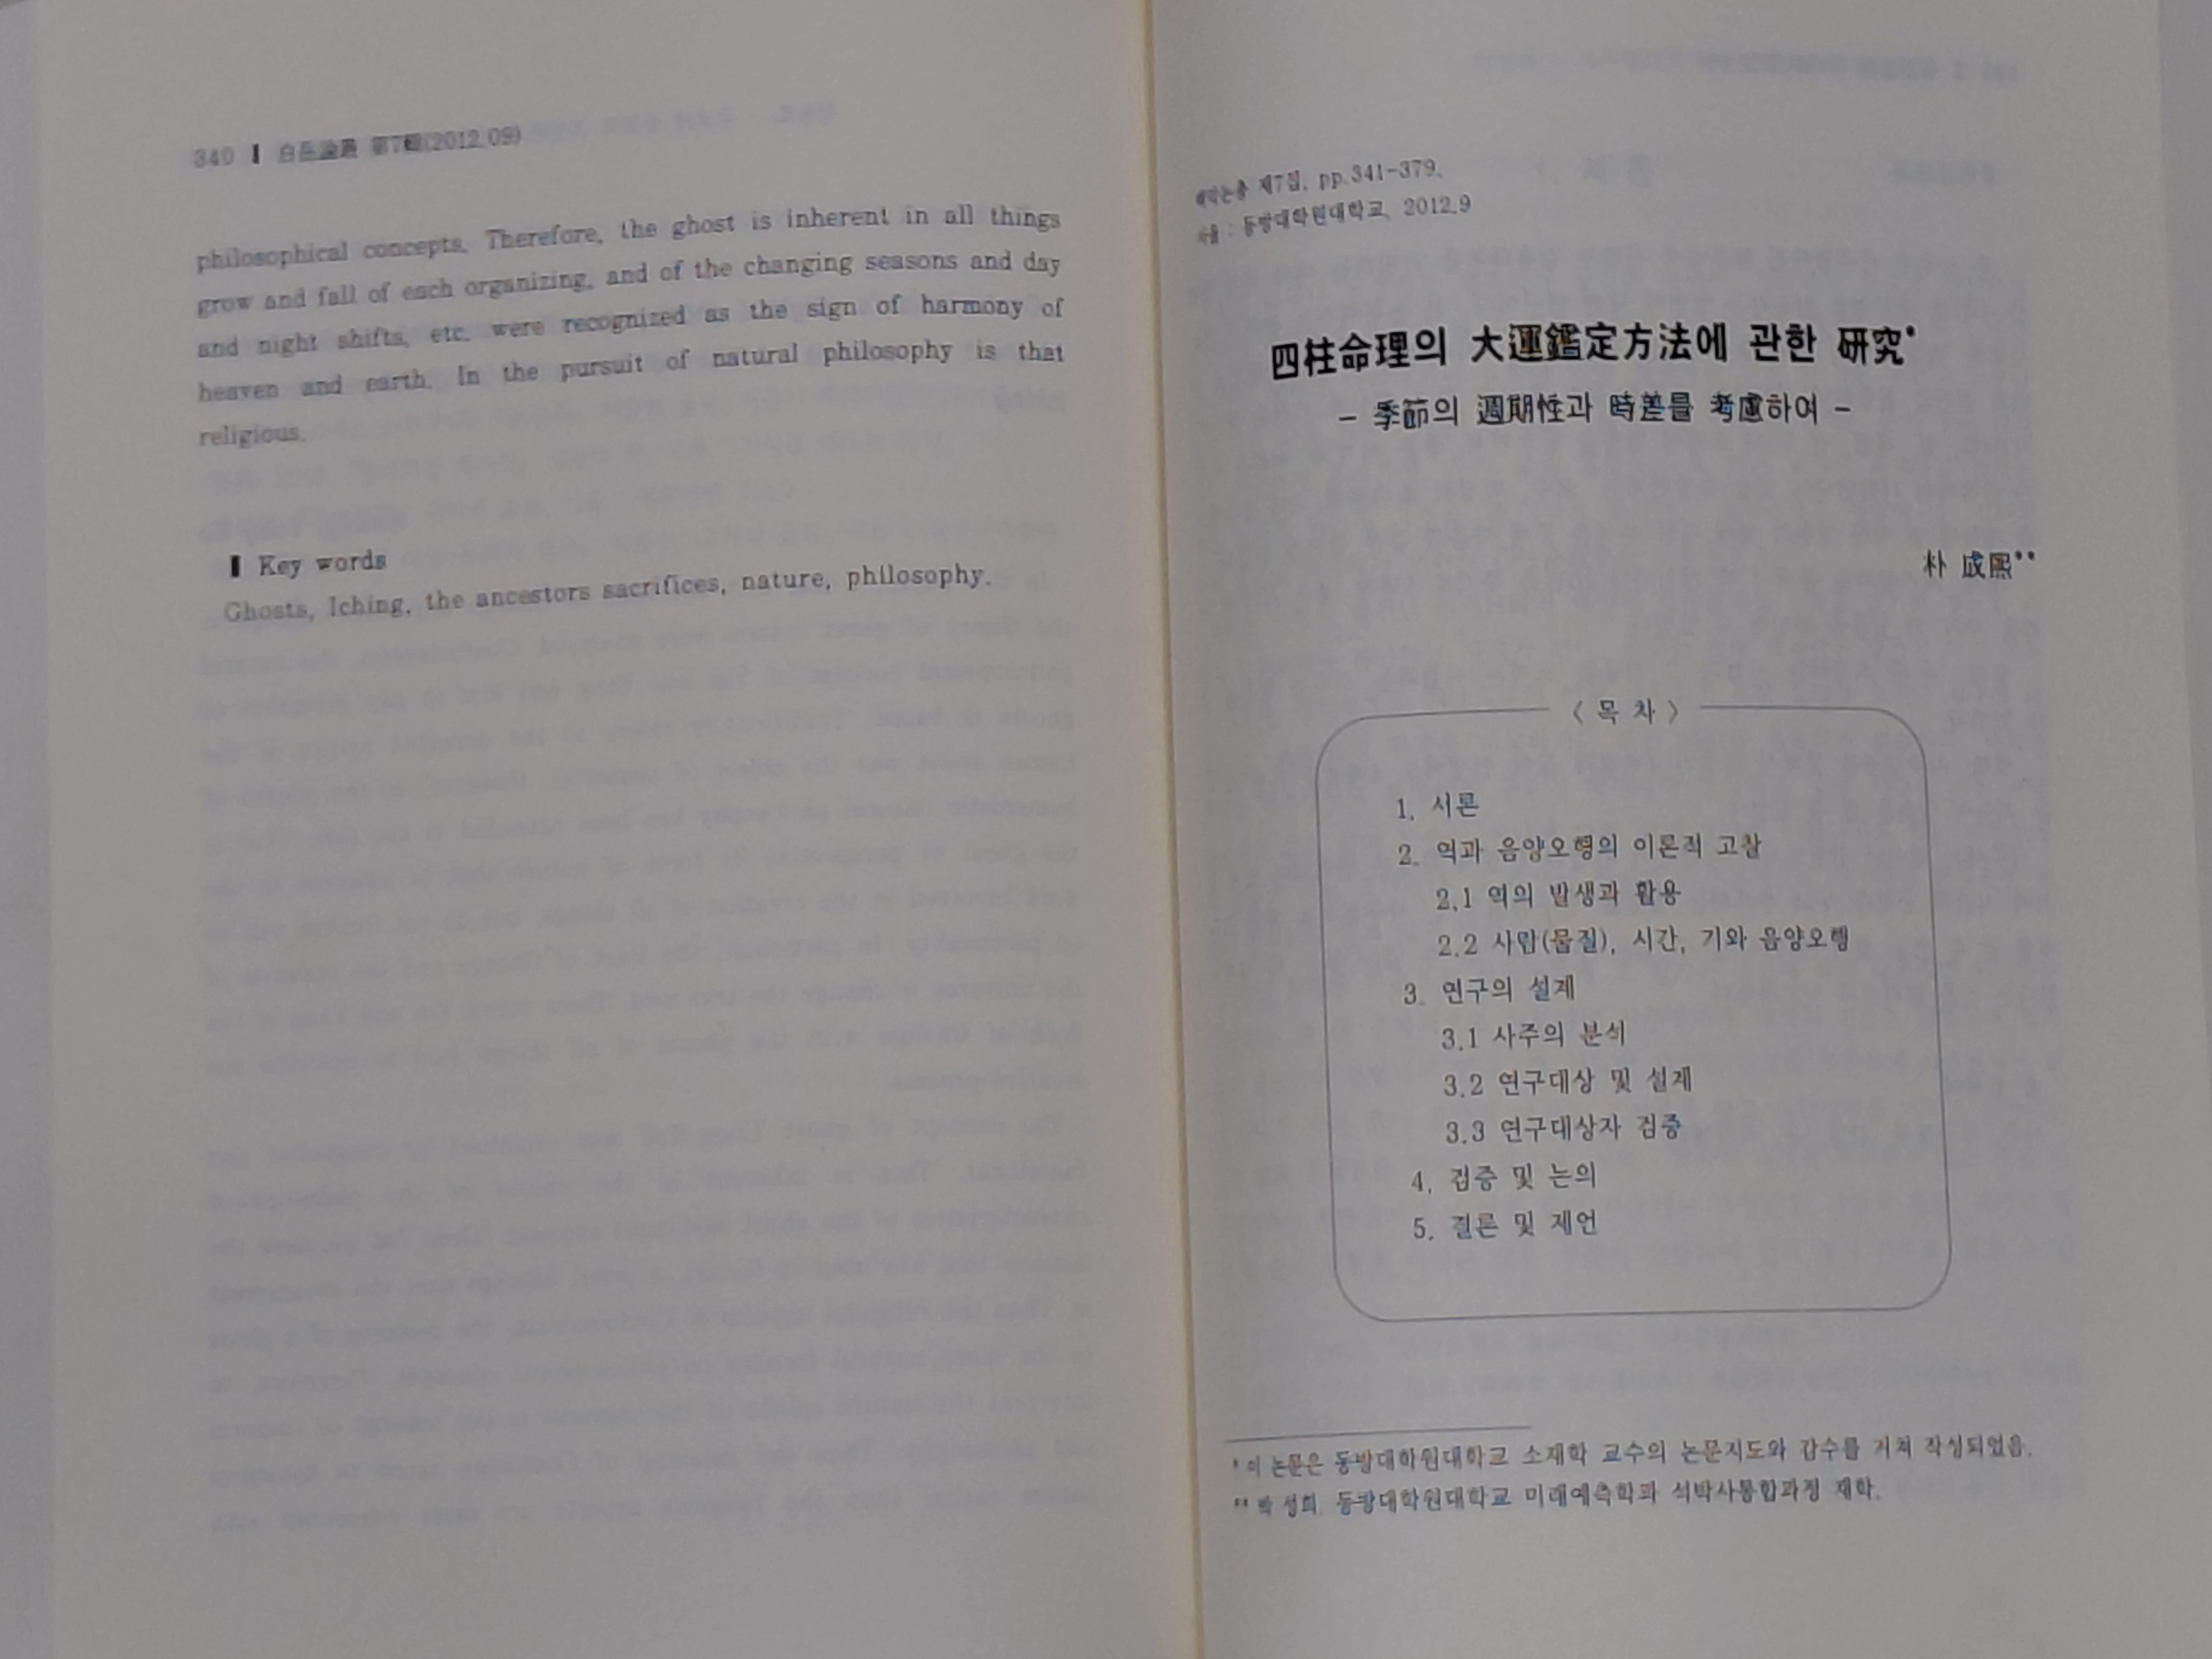 340 ▌ 白岳論叢 第7輯(2012.09)
philosophical concepts. Therefore, the ghost is inherent in all things
grow and fall of each organizing, and of the changing seasons and day
and night shifts, etc. were recognized as the sign of harmony of
heaven and earth. In the pursuit of natural philosophy is that
religious.
▌ Key words
Ghosts, Iching, the ancestors sacrifices, nature, philosophy.
백악논총 제7집, pp.341-379.
서울 : 동방대학원대학교, 2012.9
四柱命理의 大運鑑定方法에 관한 硏究*
- 季節의 週期性과 時差를 考慮하여 -
朴 成熙**
〈 목 차 〉
1. 서론
2. 역과 음양오행의 이론적 고찰
2.1 역의 발생과 활용
2.2 사람(물질), 시간, 기와 음양오행
3. 연구의 설계
3.1 사주의 분석
3.2 연구대상 및 설계
3.3 연구대상자 검증
4. 검증 및 논의
5. 결론 및 제언
* 이 논문은 동방대학원대학교 소재학 교수의 논문지도와 감수를 거쳐 작성되었음.
** 박성희, 동방대학원대학교 미래예측학과 석박사통합과정 재학.